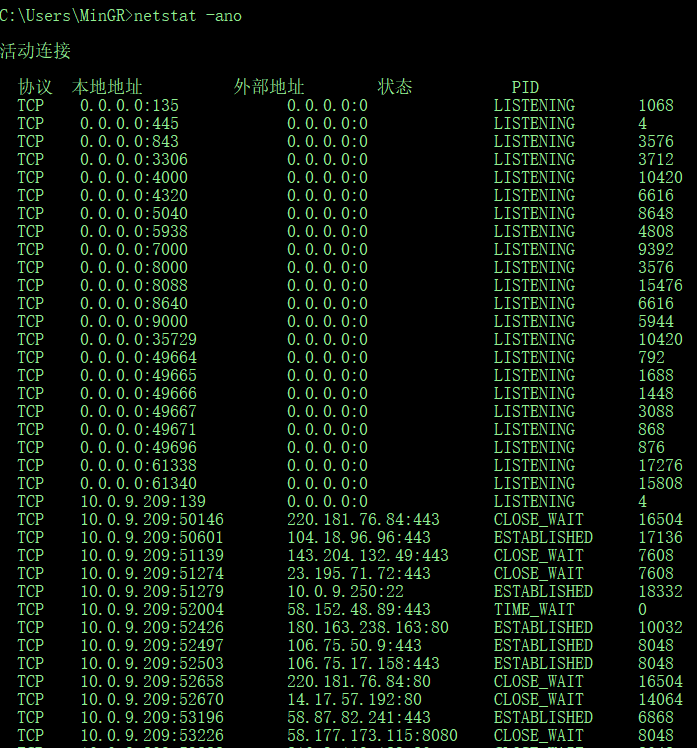 C:\Users\MinGR>netstat -ano
活动连接
协议 本地地址 外部地址 状态 PID
TCP 0.0.0.0:135 0.0.0.0:0 LISTENING 1068
TCP 0.0.0.0:445 0.0.0.0:0 LISTENING 4
TCP 0.0.0.0:843 0.0.0.0:0 LISTENING 3576
TCP 0.0.0.0:3306 0.0.0.0:0 LISTENING 3712
TCP 0.0.0.0:4000 0.0.0.0:0 LISTENING 10420
TCP 0.0.0.0:4320 0.0.0.0:0 LISTENING 6616
TCP 0.0.0.0:5040 0.0.0.0:0 LISTENING 8648
TCP 0.0.0.0:5938 0.0.0.0:0 LISTENING 4808
TCP 0.0.0.0:7000 0.0.0.0:0 LISTENING 9392
TCP 0.0.0.0:8000 0.0.0.0:0 LISTENING 3576
TCP 0.0.0.0:8088 0.0.0.0:0 LISTENING 15476
TCP 0.0.0.0:8640 0.0.0.0:0 LISTENING 6616
TCP 0.0.0.0:9000 0.0.0.0:0 LISTENING 5944
TCP 0.0.0.0:35729 0.0.0.0:0 LISTENING 10420
TCP 0.0.0.0:49664 0.0.0.0:0 LISTENING 792
TCP 0.0.0.0:49665 0.0.0.0:0 LISTENING 1688
TCP 0.0.0.0:49666 0.0.0.0:0 LISTENING 1448
TCP 0.0.0.0:49667 0.0.0.0:0 LISTENING 3088
TCP 0.0.0.0:49671 0.0.0.0:0 LISTENING 868
TCP 0.0.0.0:49696 0.0.0.0:0 LISTENING 876
TCP 0.0.0.0:61338 0.0.0.0:0 LISTENING 17276
TCP 0.0.0.0:61340 0.0.0.0:0 LISTENING 15808
TCP 10.0.9.209:139 0.0.0.0:0 LISTENING 4
TCP 10.0.9.209:50146 220.181.76.84:443 CLOSE_WAIT 16504
TCP 10.0.9.209:50601 104.18.96.96:443 ESTABLISHED 17136
TCP 10.0.9.209:51139 143.204.132.49:443 CLOSE_WAIT 7608
TCP 10.0.9.209:51274 23.195.71.72:443 CLOSE_WAIT 7608
TCP 10.0.9.209:51279 10.0.9.250:22 ESTABLISHED 18332
TCP 10.0.9.209:52004 58.152.48.89:443 TIME_WAIT 0
TCP 10.0.9.209:52426 180.163.238.163:80 ESTABLISHED 10032
TCP 10.0.9.209:52497 106.75.50.9:443 ESTABLISHED 8048
TCP 10.0.9.209:52503 106.75.17.158:443 ESTABLISHED 8048
TCP 10.0.9.209:52658 220.181.76.84:80 CLOSE_WAIT 16504
TCP 10.0.9.209:52670 14.17.57.192:80 CLOSE_WAIT 14064
TCP 10.0.9.209:53196 58.87.82.241:443 ESTABLISHED 6868
TCP 10.0.9.209:53226 58.177.173.115:8080 CLOSE_WAIT 8048